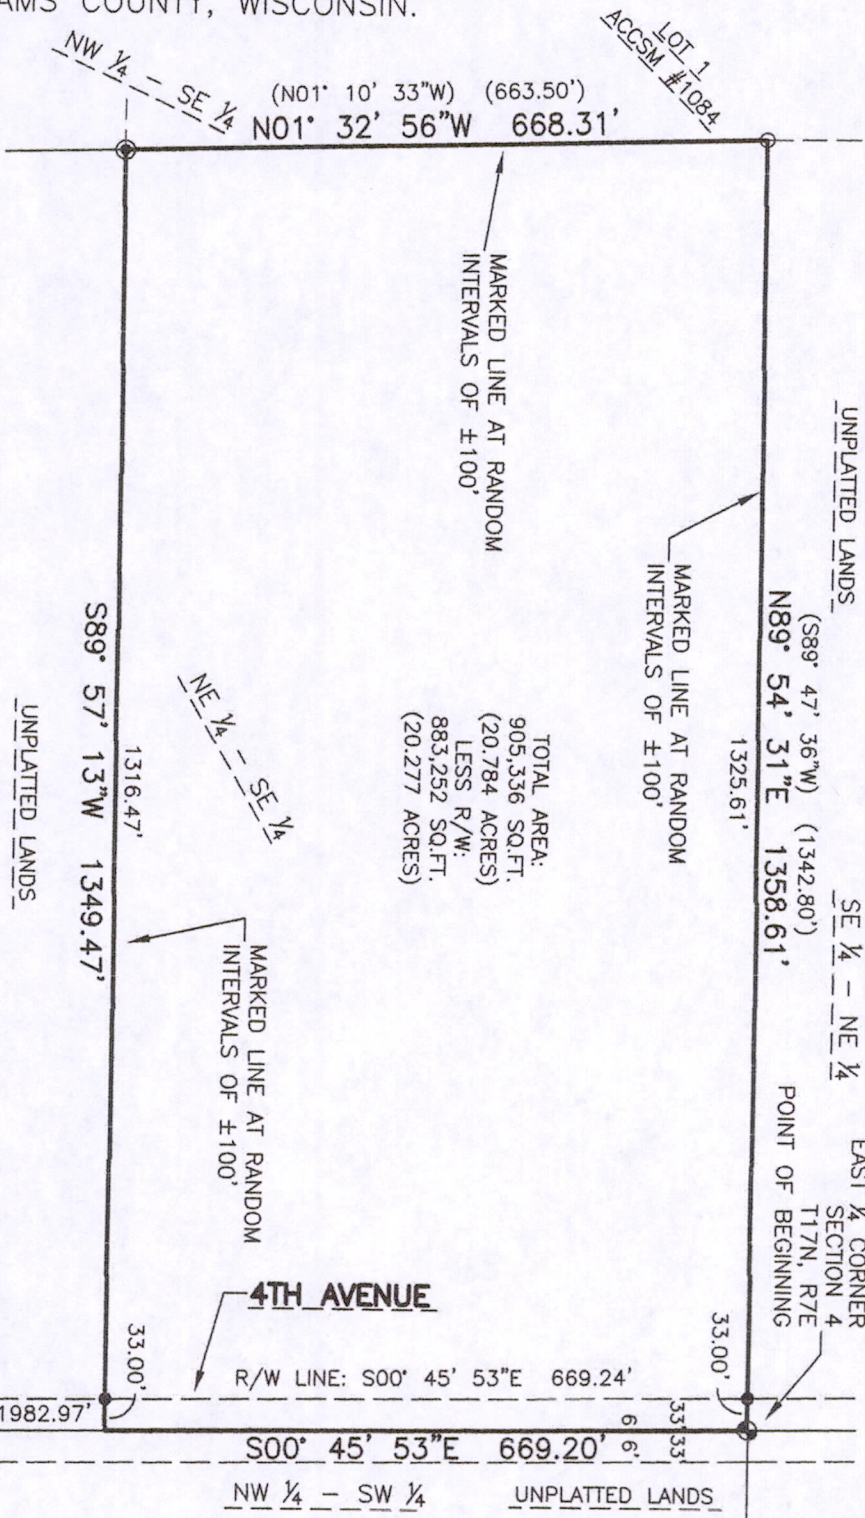 AMS COUNTY, WISCONSIN.
NW ¼ - SE ¼
(N01° 10' 33"W) (663.50')
N01° 32' 56"W 668.31'
LOT 1
ACCSM #1084
MARKED LINE AT RANDOM
INTERVALS OF ±100'
UNPLATTED LANDS
(S89° 47' 36"W) (1342.80')
N89° 54' 31"E 1358.61'
1325.61'
MARKED LINE AT RANDOM
INTERVALS OF ±100'
SE ¼ - NE ¼
TOTAL AREA:
905,336 SQ.FT.
(20.784 ACRES)
LESS R/W:
883,252 SQ.FT.
(20.277 ACRES)
NE ¼ - SE ¼
1316.47'
S89° 57' 13"W 1349.47'
UNPLATTED LANDS
MARKED LINE AT RANDOM
INTERVALS OF ±100'
EAST ¼ CORNER
SECTION 4
T17N, R7E
POINT OF BEGINNING
4TH AVENUE
33.00'
33.00'
R/W LINE: S00° 45' 53"E 669.24'
1982.97'
33' 33'
6' 6'
S00° 45' 53"E 669.20'
NW ¼ - SW ¼
UNPLATTED LANDS